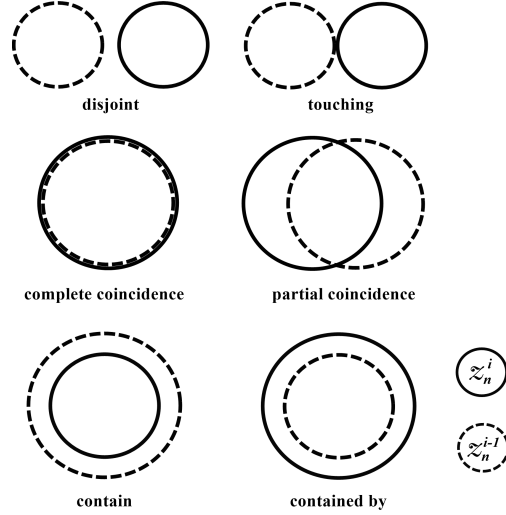 disjoint touching
complete coincidence partial coincidence
𝒵ₙⁱ
𝒵ₙⁱ⁻¹
contain contained by